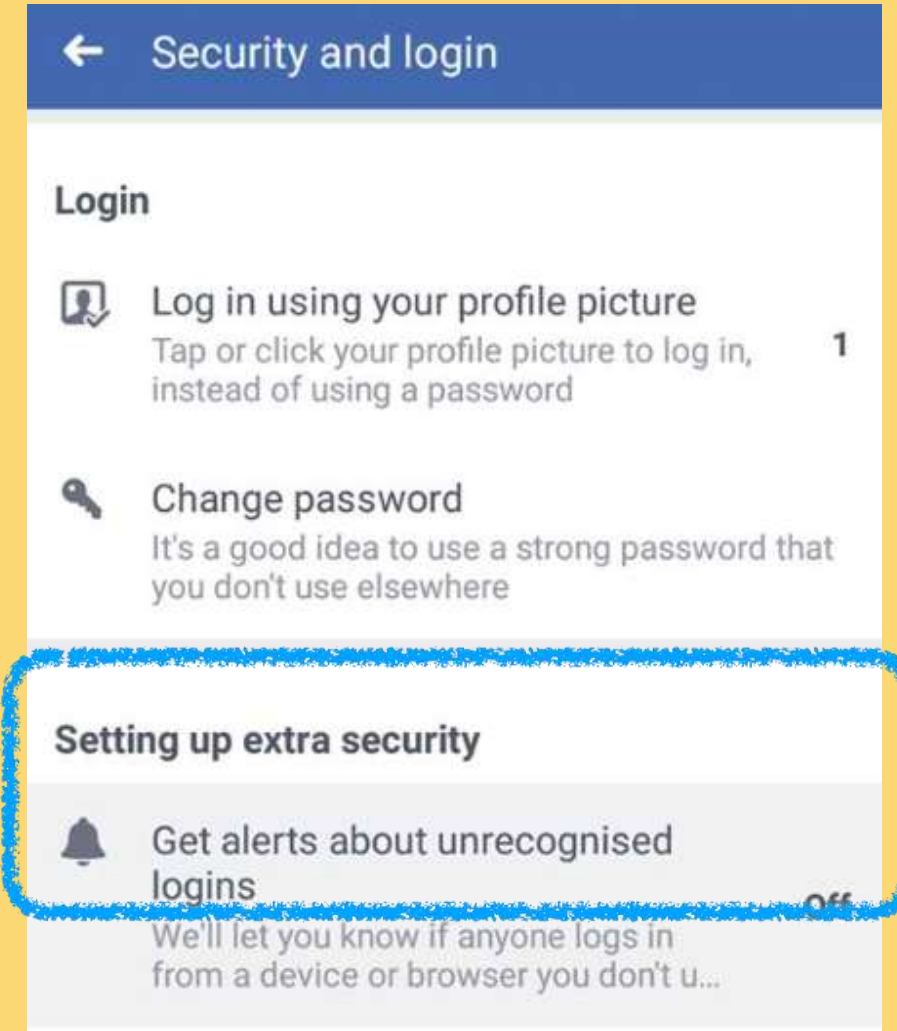 Security and login
Login
Log in using your profile picture
Tap or click your profile picture to log in,
1
instead of using a password
Change password
It's a good idea to use a strong password that
you don't use elsewhere
Setting up extra security
Get alerts about unrecognised
logins
Off
We'll let you know if anyone logs in
from a device or browser you don't u...